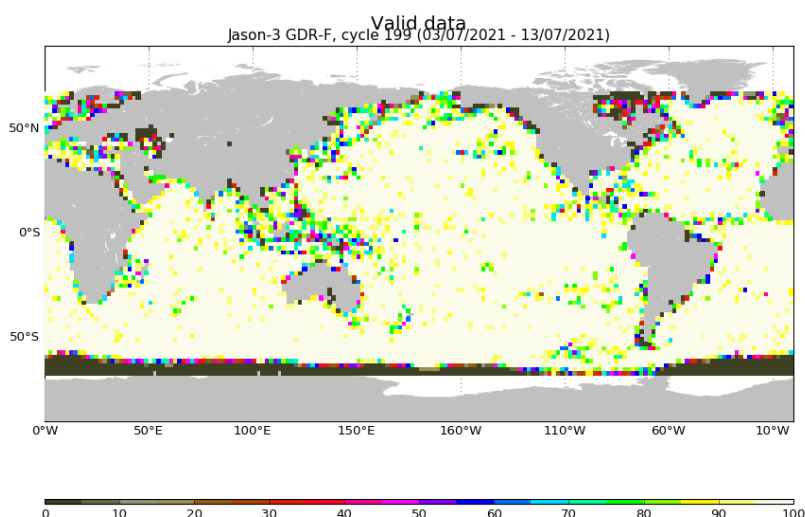 Valid data
Jason-3 GDR-F, cycle 199 (03/07/2021 - 13/07/2021)
50°N
0°S
50°S
0°W 50°E 100°E 150°E 160°W 110°W 60°W 10°W
0 10 20 30 40 50 60 70 80 90 100